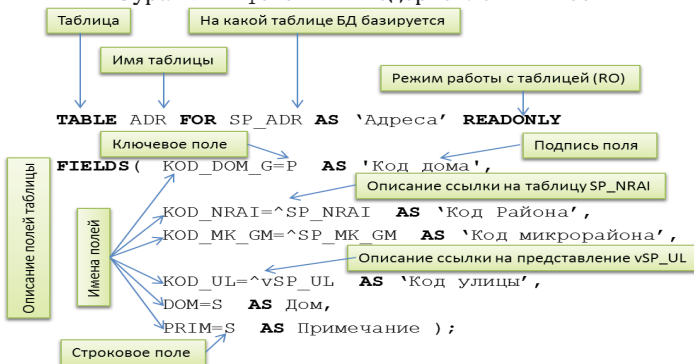 Таблица
На какой таблице БД базируется
Имя таблицы
Режим работы с таблицей (RO)
TABLE ADR FOR SP_ADR AS ‘Адреса’ READONLY
Ключевое поле
Подпись поля
FIELDS( KOD_DOM_G=P AS 'Код дома',
Описание ссылки на таблицу SP_NRAI
KOD_NRAI=^SP_NRAI AS ‘Код Района’,
KOD_MK_GM=^SP_MK_GM AS ‘Код микрорайона’,
Описание ссылки на представление vSP_UL
KOD_UL=^vSP_UL AS ‘Код улицы’,
DOM=S AS Дом,
PRIM=S AS Примечание );
Строковое поле
Описание полей таблицы
Имена полей